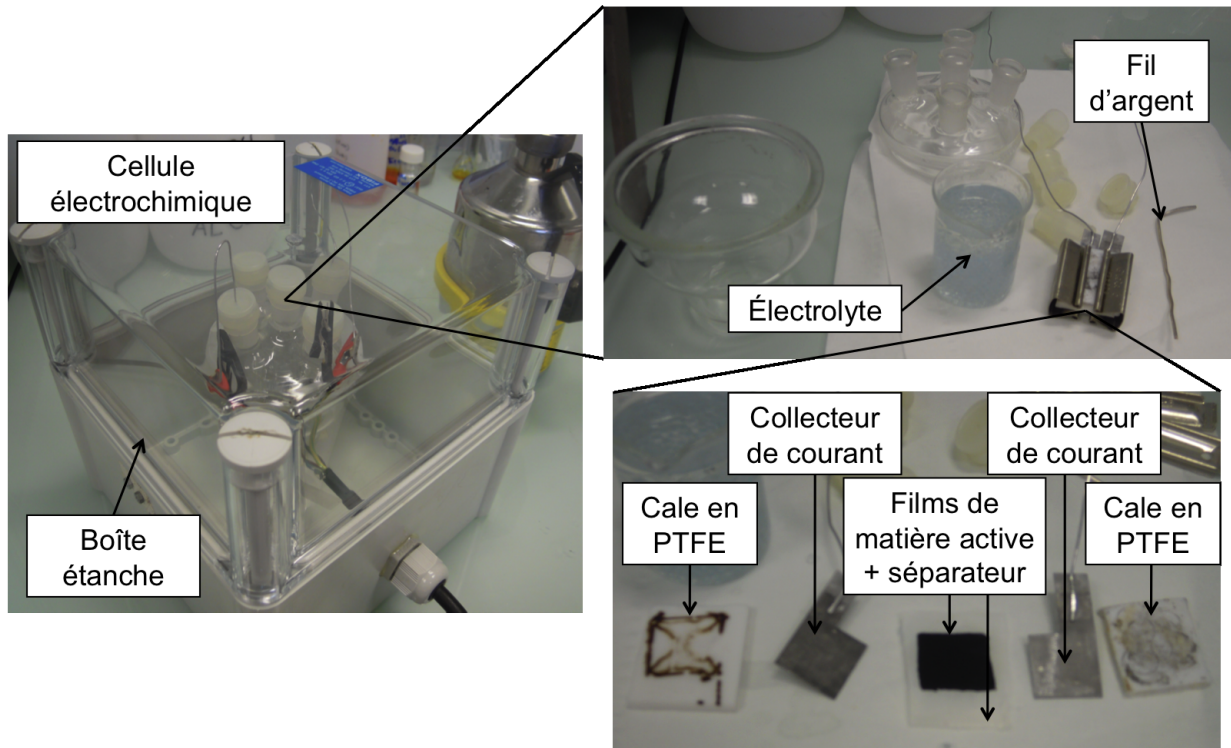 Cellule
électrochimique
Boîte
étanche
Fil
d'argent
Électrolyte
Collecteur
de courant
Collecteur
de courant
Cale en
PTFE
Films de
matière active
+ séparateur
Cale en
PTFE